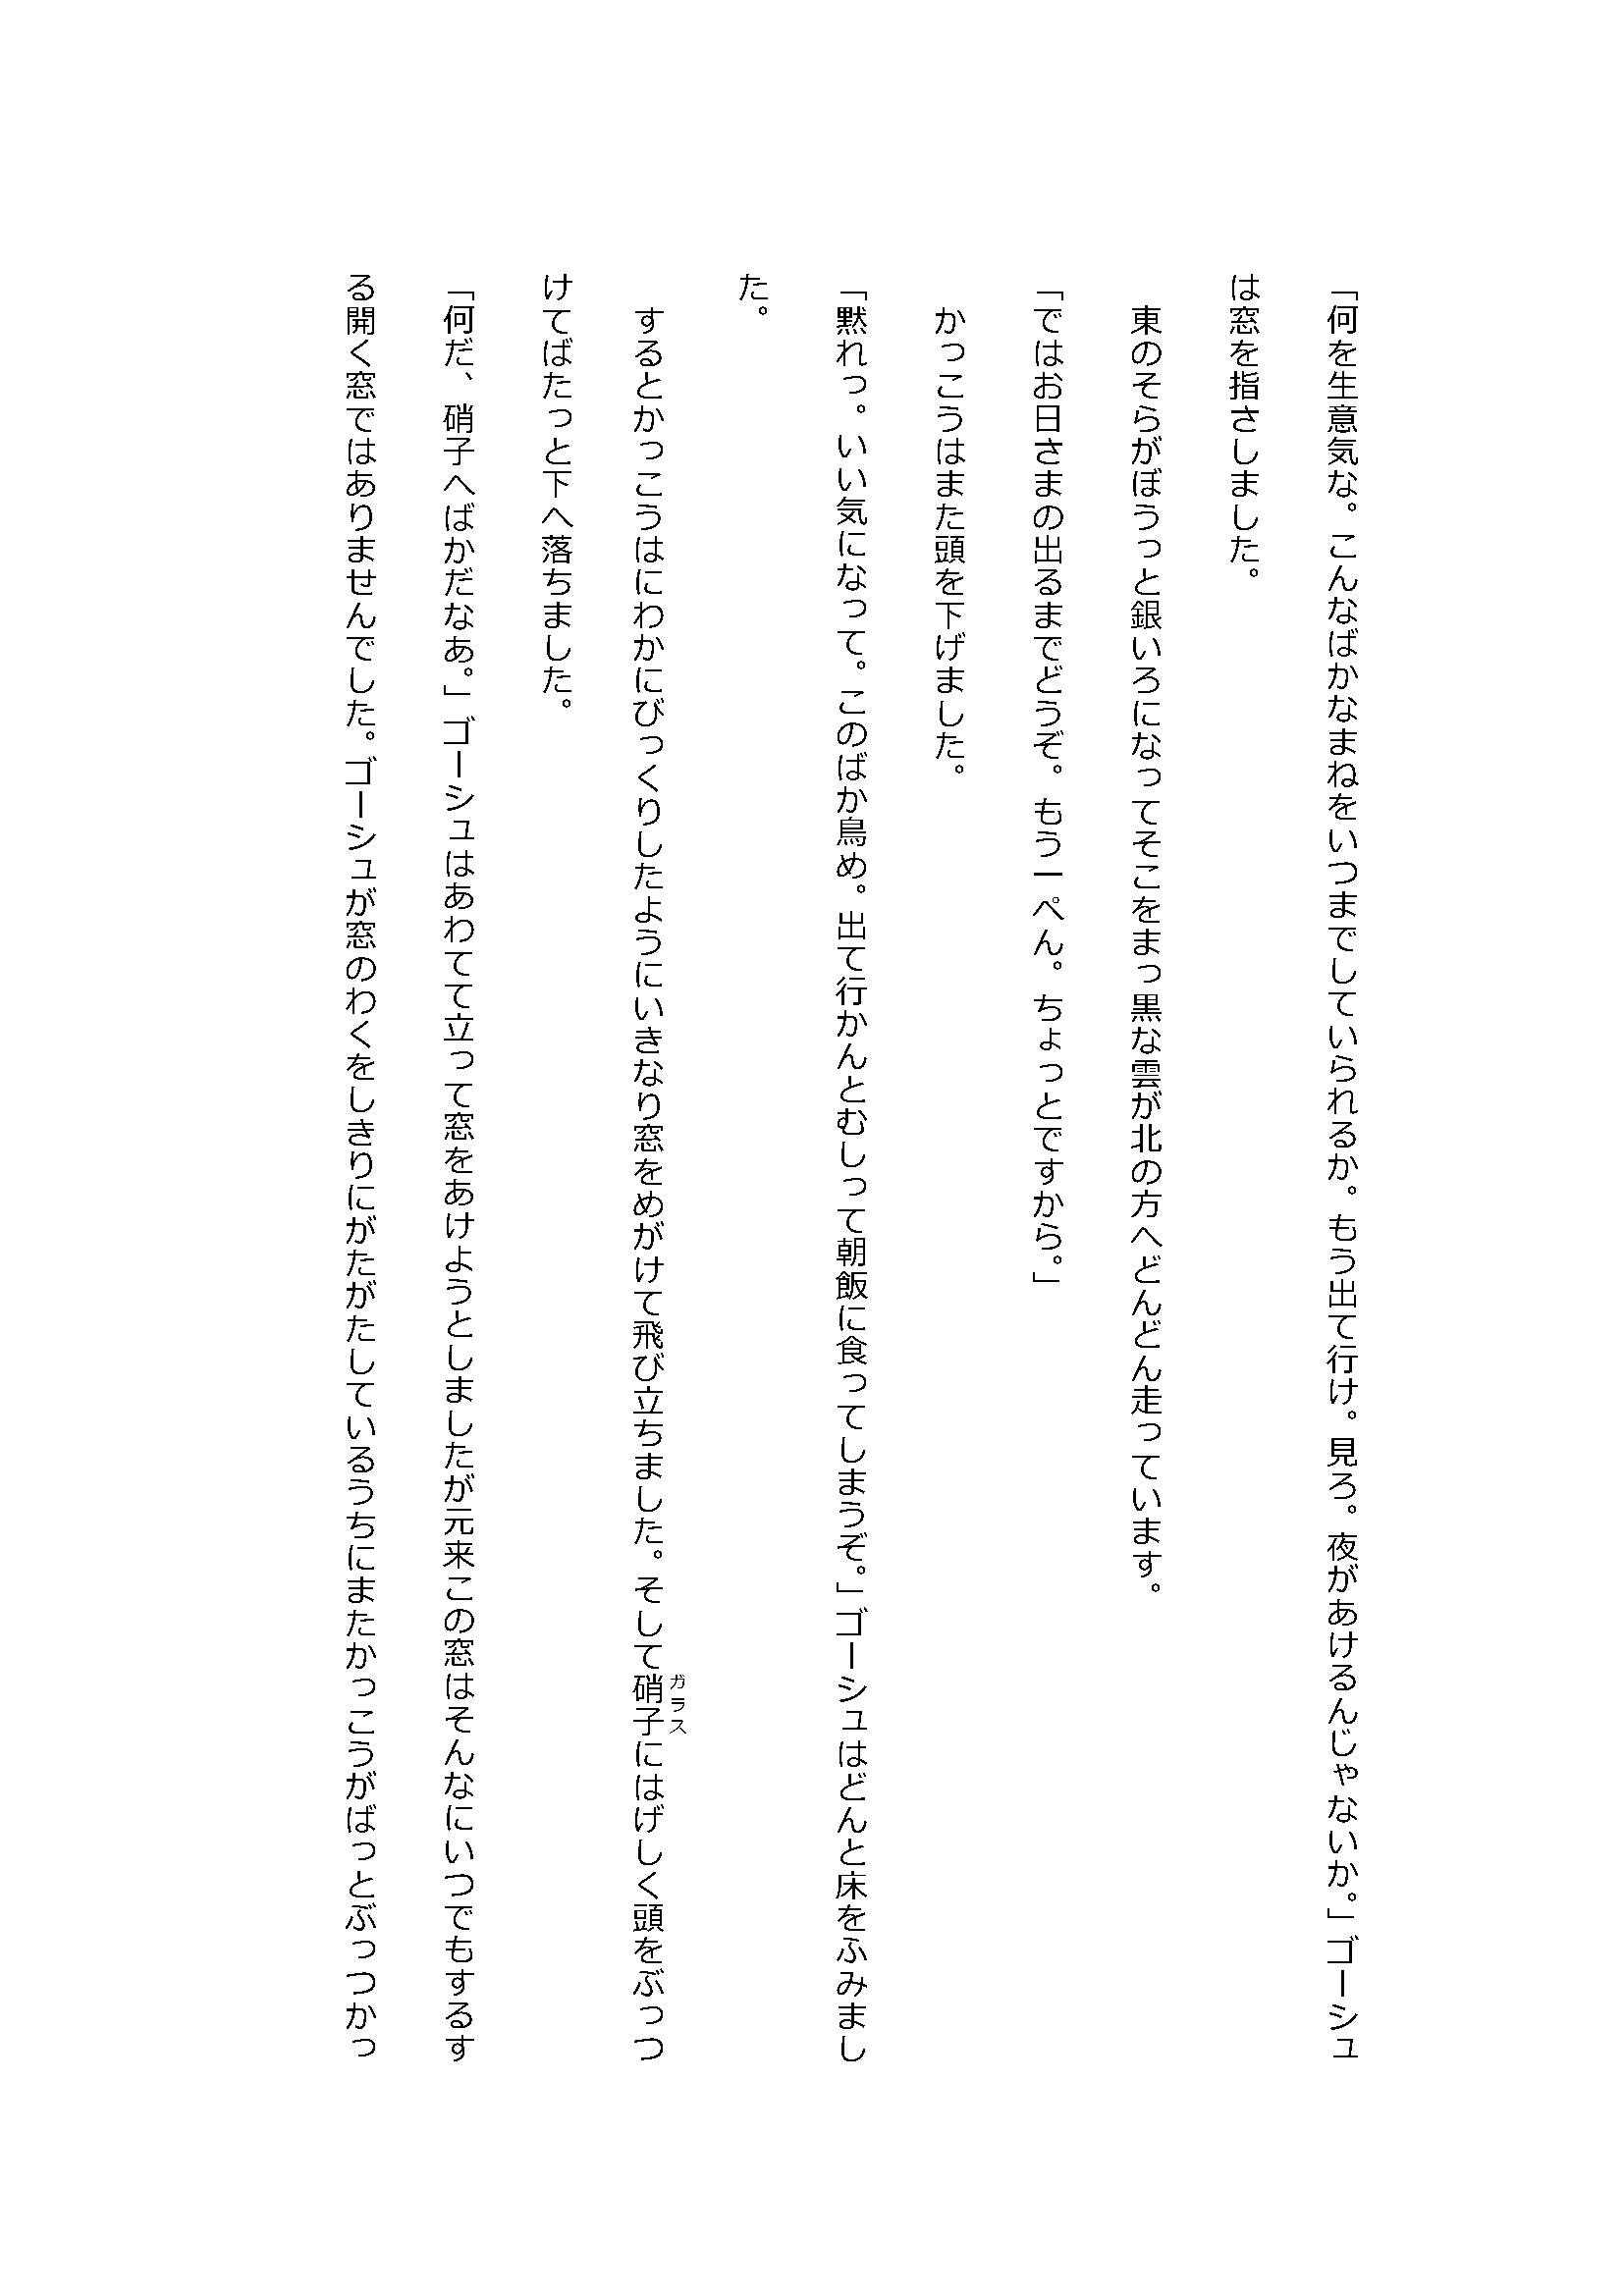 「何を生意気な。こんなばかなまねをいつまでしていられるか。もう出て行け。見ろ。夜があけるんじゃないか。」ゴーシュ
は窓を指さしました。
　東のそらがぼうっと銀いろになってそこをまっ黒な雲が北の方へどんどん走っています。
「ではお日さまの出るまでどうぞ。もう一ぺん。ちょっとですから。」
　かっこうはまた頭を下げました。
「黙れっ。いい気になって。このばか鳥め。出て行かんとむしって朝飯に食ってしまうぞ。」ゴーシュはどんと床をふみまし
た。
　するとかっこうはにわかにびっくりしたようにいきなり窓をめがけて飛び立ちました。そして硝子にはげしく頭をぶっつ
ガラス
けてばたっと下へ落ちました。
「何だ、硝子へばかだなあ。」ゴーシュはあわてて立って窓をあけようとしましたが元来この窓はそんなにいつでもするす
る開く窓ではありませんでした。ゴーシュが窓のわくをしきりにがたがたしているうちにまたかっこうがばっとぶっつかっ